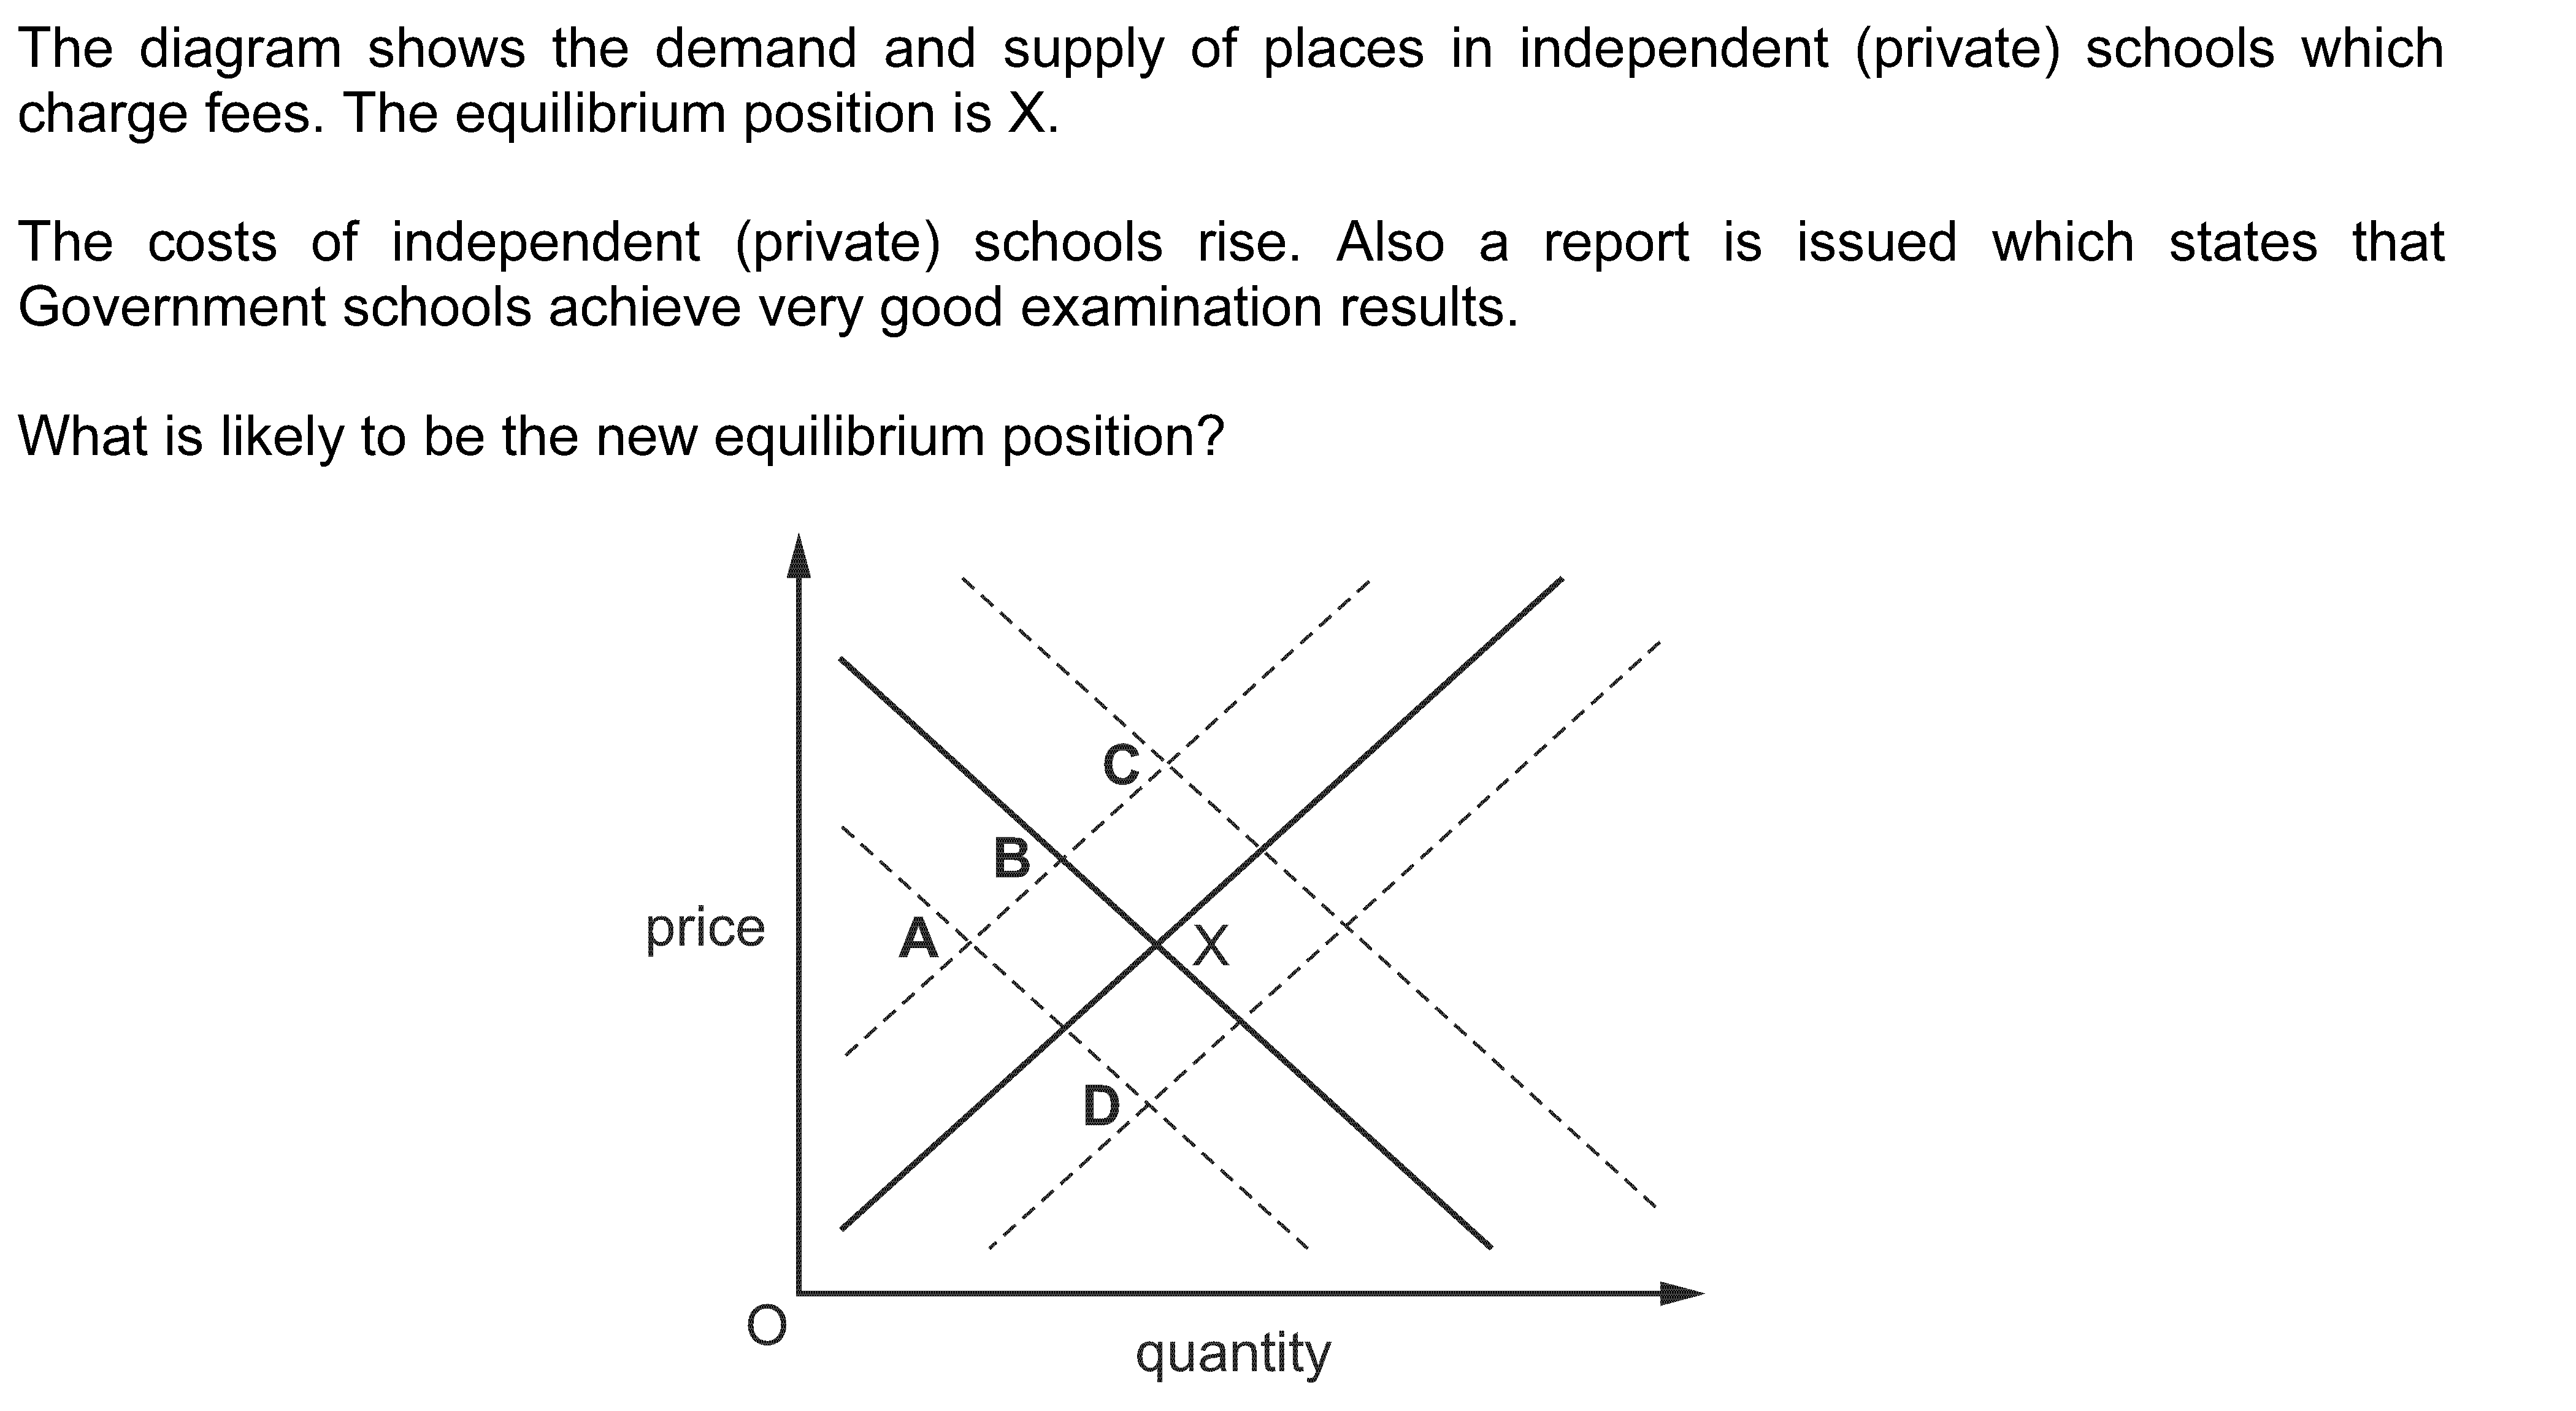 The diagram shows the demand and supply of places in independent (private) schools which
charge fees. The equilibrium position is X.
The costs of independent (private) schools rise. Also a report is issued which states that
Government schools achieve very good examination results.
What is likely to be the new equilibrium position?
C
B
price
A
X
D
O
quantity